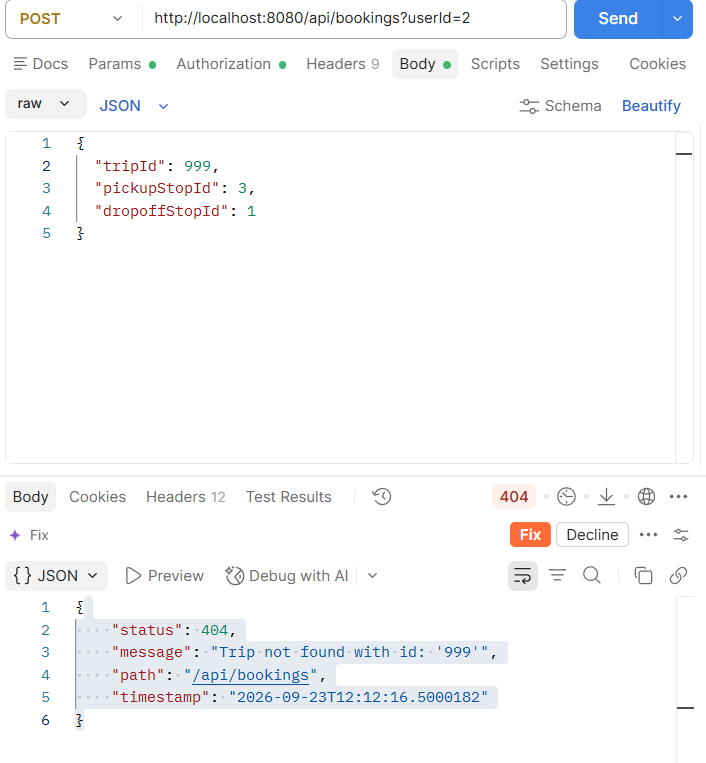 POST http://localhost:8080/api/bookings?userId=2 Send
Docs Params Authorization Headers 9 Body Scripts Settings Cookies
raw JSON Schema Beautify
1 {
2 "tripId": 999,
3 "pickupStopId": 3,
4 "dropoffStopId": 1
5 }
Body Cookies Headers 12 Test Results 404
Fix Fix Decline
{} JSON Preview Debug with AI
1 {
2 "status": 404,
3 "message": "Trip not found with id: '999'",
4 "path": "/api/bookings",
5 "timestamp": "2026-09-23T12:12:16.5000182"
6 }